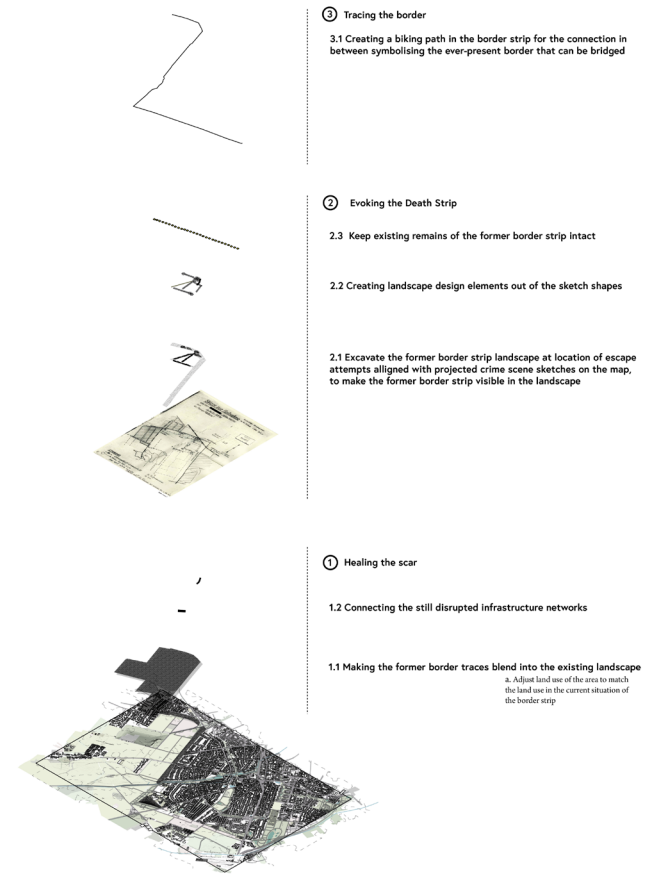 3 Tracing the border
3.1 Creating a biking path in the border strip for the connection in
between symbolising the ever-present border that can be bridged
2 Evoking the Death Strip
2.3 Keep existing remains of the former border strip intact
2.2 Creating landscape design elements out of the sketch shapes
2.1 Excavate the former border strip landscape at location of escape
attempts alligned with projected crime scene sketches on the map,
to make the former border strip visible in the landscape
1 Healing the scar
1.2 Connecting the still disrupted infrastructure networks
1.1 Making the former border traces blend into the existing landscape
a. Adjust land use of the area to match
the land use in the current situation of
the border strip